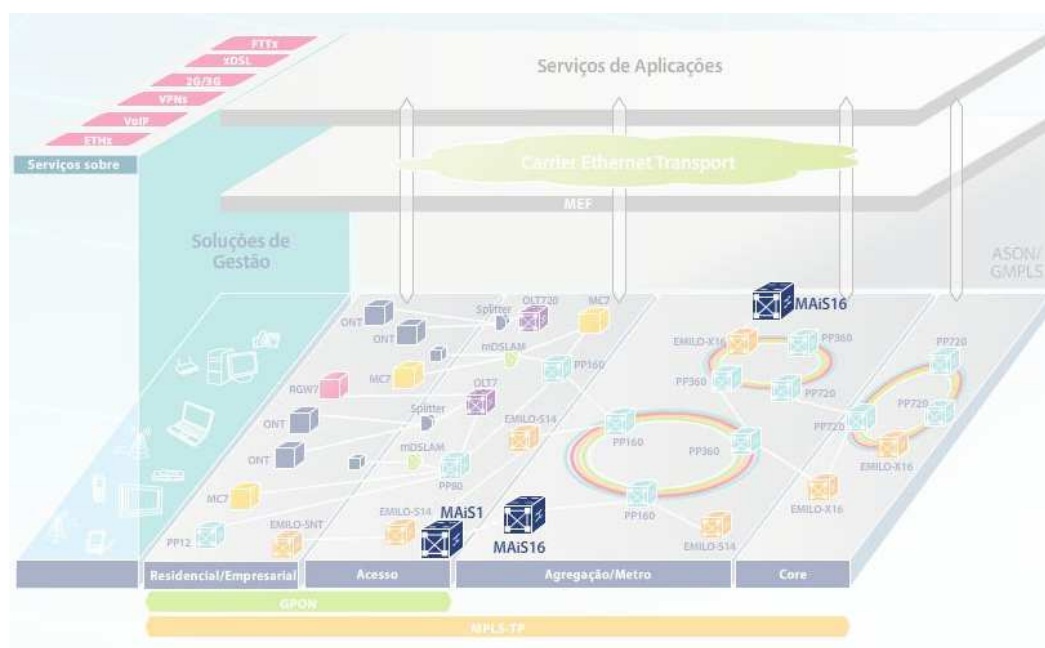 FTTx
xDSL
2G/3G
VPNs
VoIP
ETHx
Serviços sobre
Serviços de Aplicações
Carrier Ethernet Transport
MEF
Soluções de
Gestão
ASON/
GMPLS
ONT
ONT
Splitter
OLT720
MC7
mDSLAM
MC7
PP160
RGW7
OLT7
ONT
Splitter
EMILO-S14
ONT
mDSLAM
PP80
MC7
PP12
EMILO-SNT
EMILO-S14
MAiS1
MAiS16
PP160
PP360
PP160
EMILO-S14
MAiS16
EMILO-X16
PP360
PP360
PP720
PP720
PP720
PP720
EMILO-X16
EMILO-X16
Residencial/Empresarial
Acesso
Agregação/Metro
Core
GPON
MPLS-TP